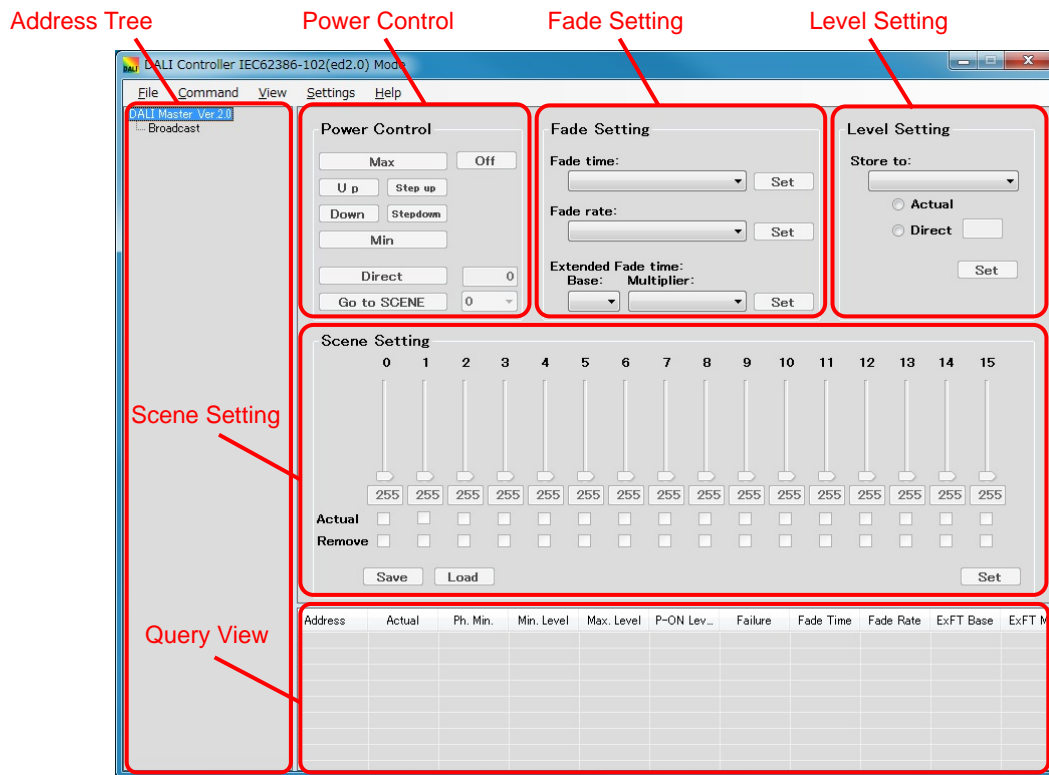 Address Tree Power Control Fade Setting Level Setting
DALI Controller IEC62386-102(ed2.0) Mode
File Command View Settings Help
DALI Master Ver 2.0
Broadcast
Power Control Fade Setting Level Setting
Max Off Fade time: Store to:
U p Step up Set
Actual
Down Stepdown Fade rate:
Direct
Min Set
Extended Fade time: Set
Direct 0 Base: Multiplier:
Go to SCENE 0 Set
Scene Setting
0 1 2 3 4 5 6 7 8 9 10 11 12 13 14 15
Scene Setting
255 255 255 255 255 255 255 255 255 255 255 255 255 255 255 255
Actual
Remove
Save Load Set
Address Actual Ph. Min. Min. Level Max. Level P-ON Lev... Failure Fade Time Fade Rate ExFT Base ExFT M
Query View